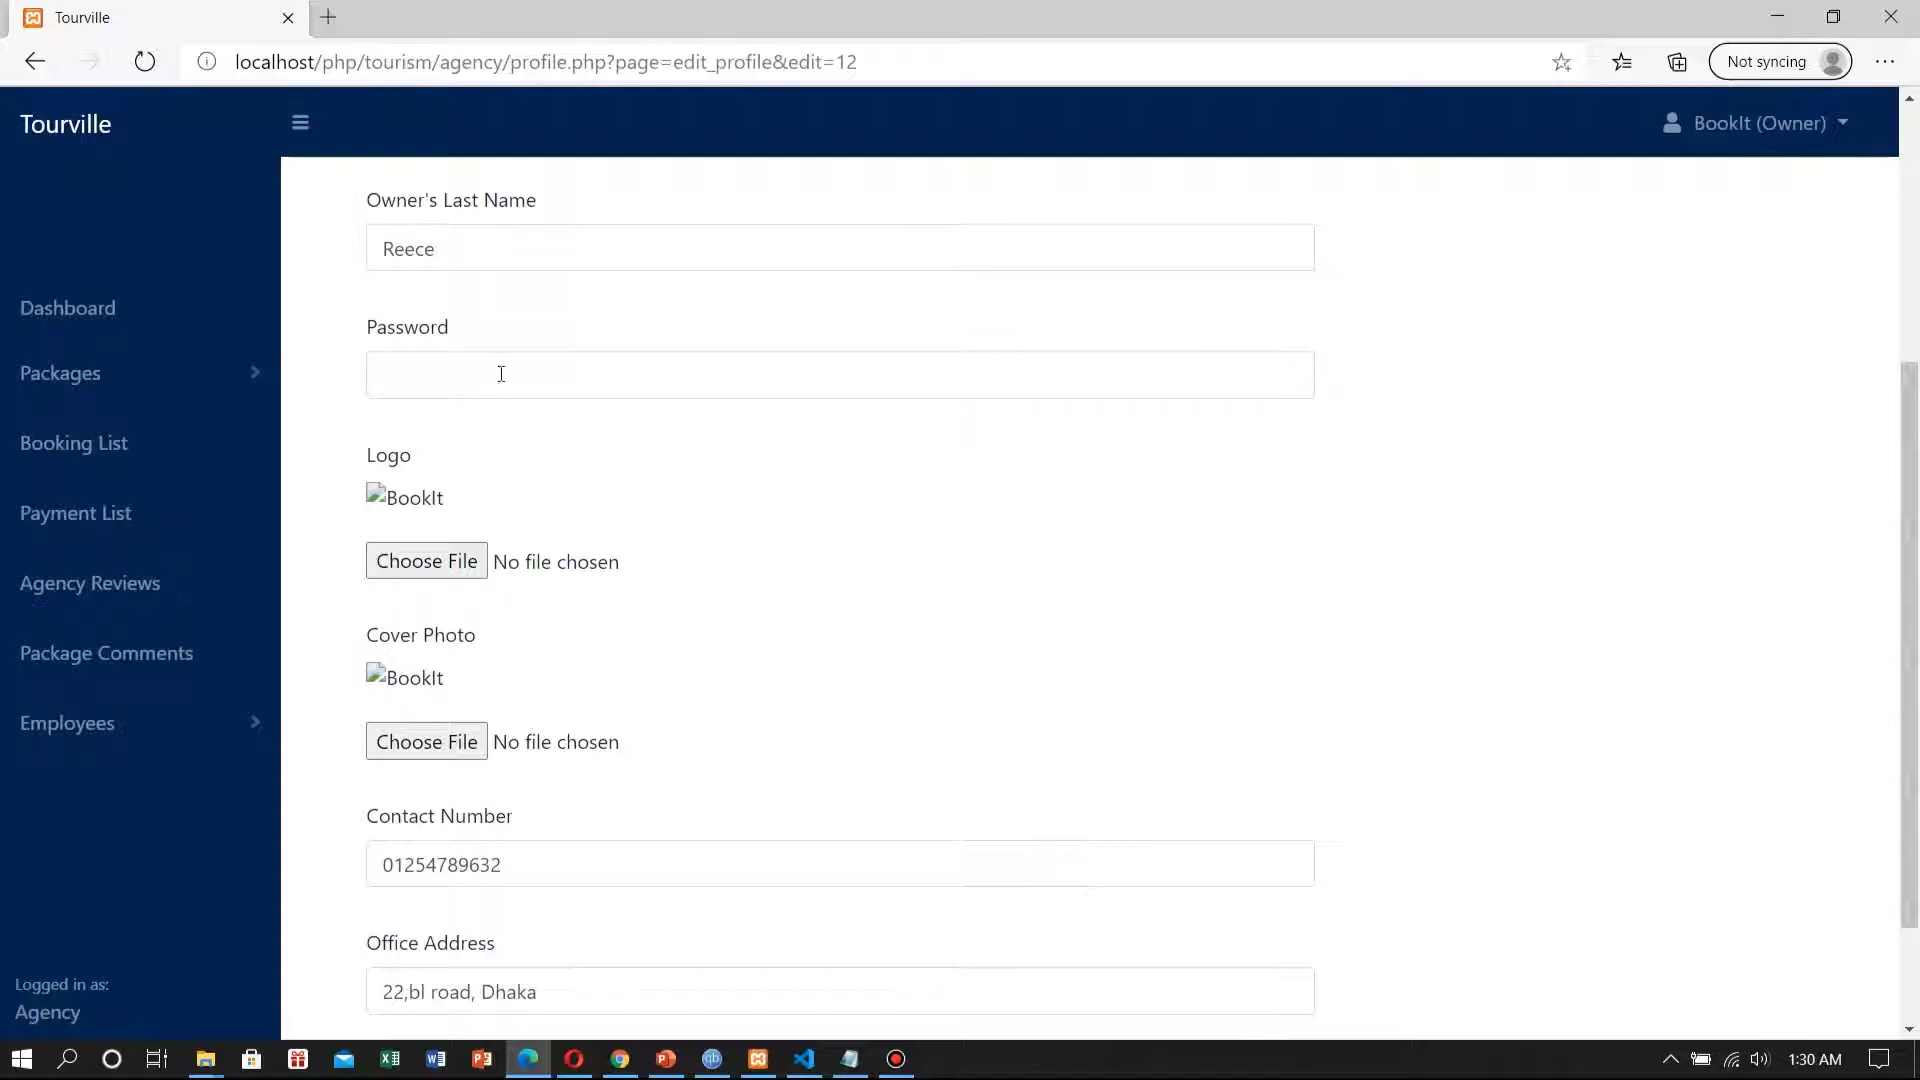 Tourville
localhost/php/tourism/agency/profile.php?page=edit_profile&edit=12
Not syncing
Tourville
BookIt (Owner)
Dashboard
Packages
Booking List
Payment List
Agency Reviews
Package Comments
Employees
Logged in as:
Agency
Owner's Last Name
Reece
Password
Logo
BookIt
Choose File No file chosen
Cover Photo
BookIt
Choose File No file chosen
Contact Number
01254789632
Office Address
22,bl road, Dhaka
1:30 AM